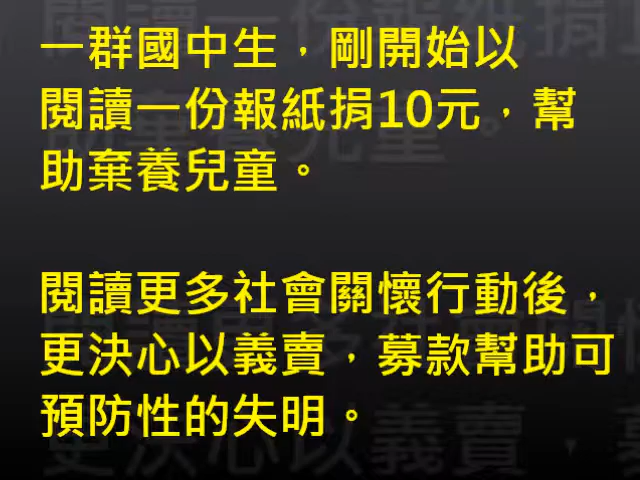 一群國中生，剛開始以
閱讀一份報紙捐10元，幫
助棄養兒童。
閱讀更多社會關懷行動後，
更決心以義賣，募款幫助可
預防性的失明。